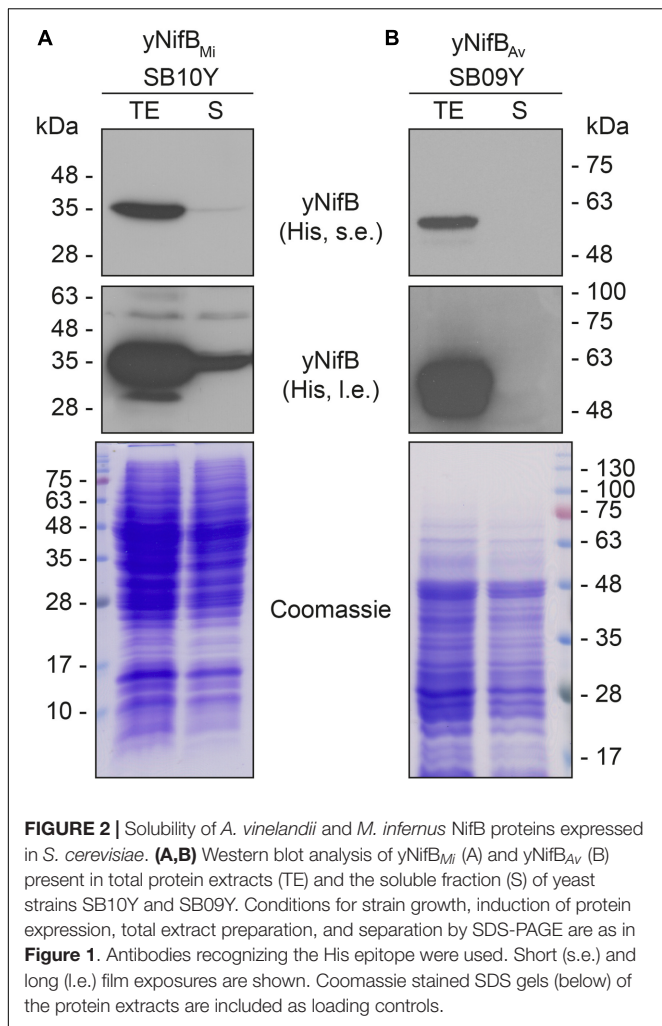 A
yNifBMi
SB10Y
TE S
kDa
48 -
35 -
28 -
63 -
48 -
35 -
28 -
75 -
63 -
48 -
35 -
28 -
17 -
10 -
yNifB
(His, s.e.)
yNifB
(His, l.e.)
Coomassie
B
yNifBAv
SB09Y
TE S
kDa
- 75
- 63
- 48
- 100
- 75
- 63
- 48
- 130
- 100
- 75
- 63
- 48
- 35
- 28
- 17
FIGURE 2 | Solubility of A. vinelandii and M. infernus NifB proteins expressed
in S. cerevisiae. (A,B) Western blot analysis of yNifBMi (A) and yNifBAv (B)
present in total protein extracts (TE) and the soluble fraction (S) of yeast
strains SB10Y and SB09Y. Conditions for strain growth, induction of protein
expression, total extract preparation, and separation by SDS-PAGE are as in
Figure 1. Antibodies recognizing the His epitope were used. Short (s.e.) and
long (l.e.) film exposures are shown. Coomassie stained SDS gels (below) of
the protein extracts are included as loading controls.